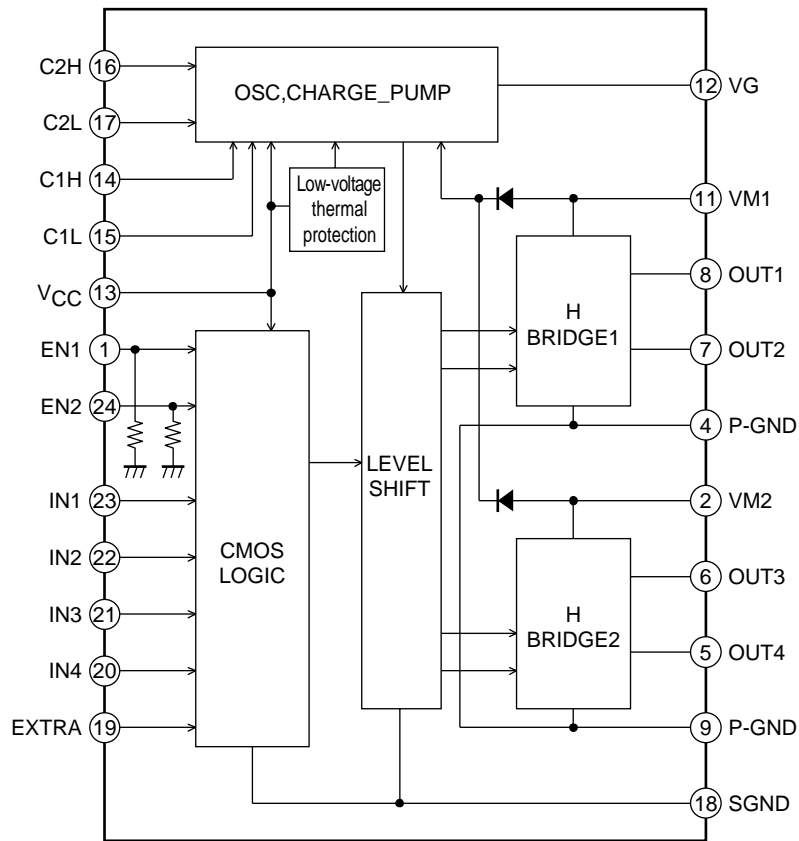 C2H 16
C2L 17
C1H 14
C1L 15
VCC 13
EN1 1
EN2 24
IN1 23
IN2 22
IN3 21
IN4 20
EXTRA 19
OSC,CHARGE_PUMP
Low-voltage
thermal
protection
CMOS
LOGIC
LEVEL
SHIFT
H
BRIDGE1
H
BRIDGE2
12 VG
11 VM1
8 OUT1
7 OUT2
4 P-GND
2 VM2
6 OUT3
5 OUT4
9 P-GND
18 SGND